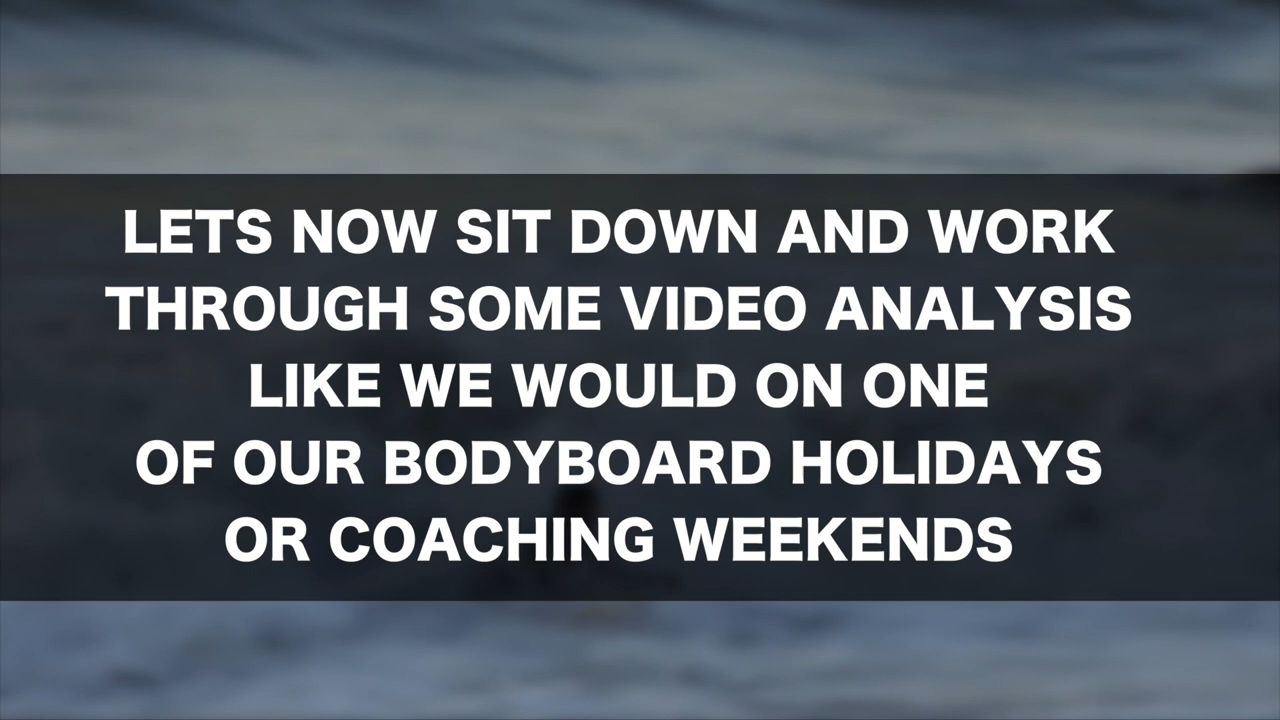 LETS NOW SIT DOWN AND WORK
THROUGH SOME VIDEO ANALYSIS
LIKE WE WOULD ON ONE
OF OUR BODYBOARD HOLIDAYS
OR COACHING WEEKENDS